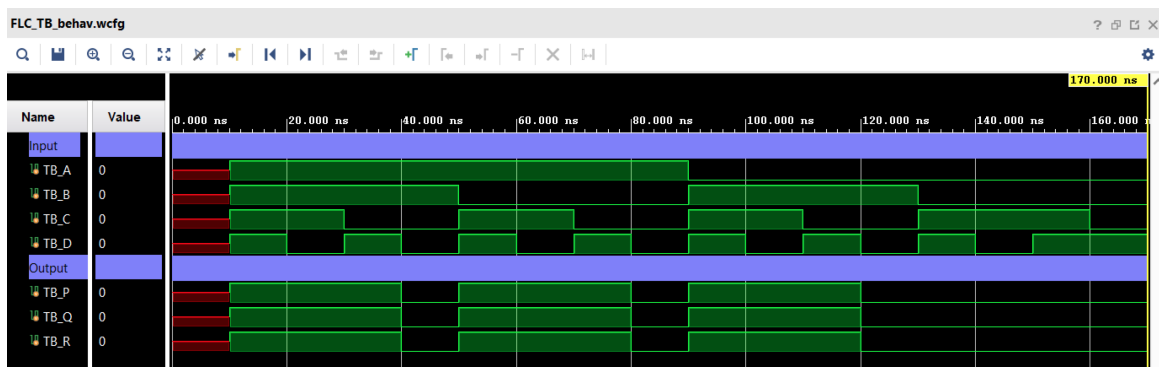 FLC_TB_behav.wcfg
170.000 ns
Name Value 0.000 ns 20.000 ns 40.000 ns 60.000 ns 80.000 ns 100.000 ns 120.000 ns 140.000 ns 160.000 n
Input
TB_A 0
TB_B 0
TB_C 0
TB_D 0
Output
TB_P 0
TB_Q 0
TB_R 0